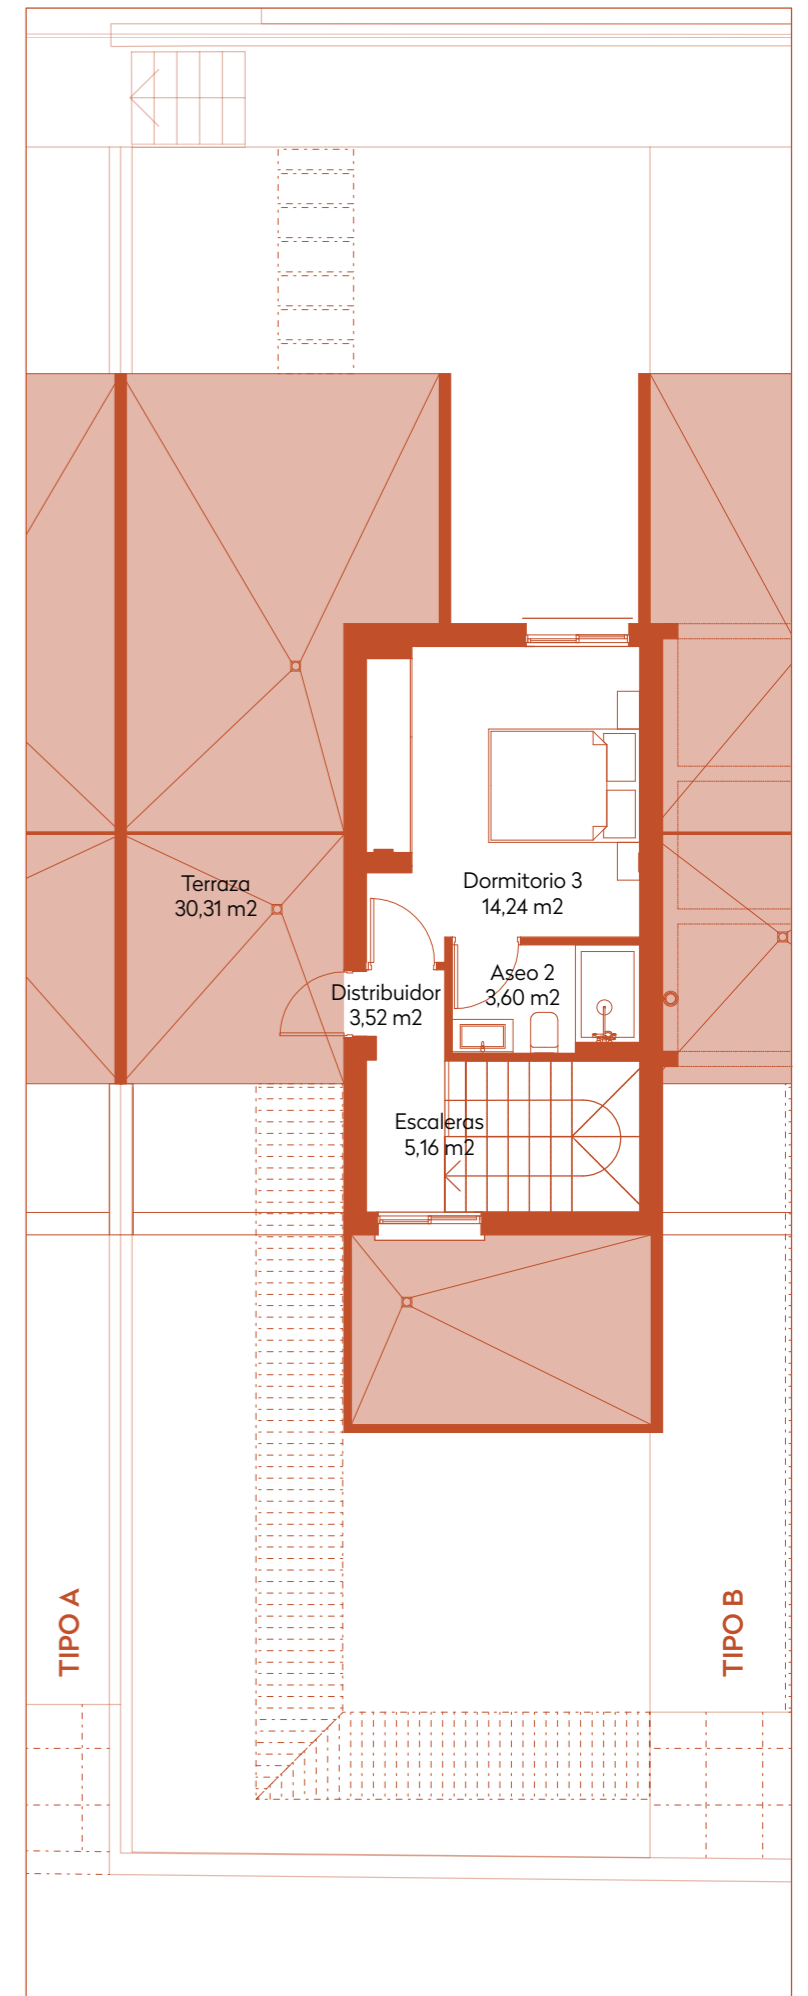 Terraza
30,31 m2
Dormitorio 3
14,24 m2
Aseo 2
3,60 m2
Distribuidor
3,52 m2
Escaleras
5,16 m2
TIPO A
TIPO B